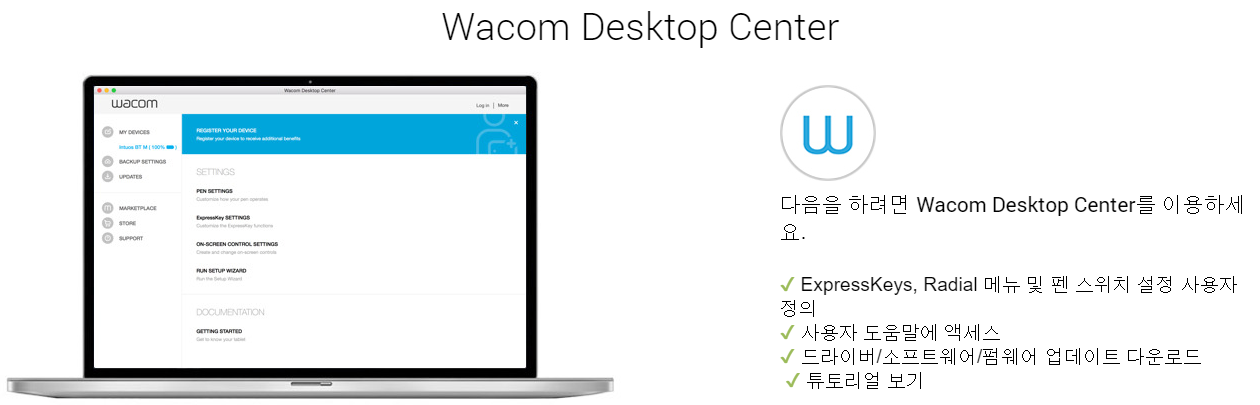 Wacom Desktop Center
Wacom Desktop Center
wacom
Log in | More
MY DEVICES
Intuos BT M ( 100% )
BACKUP SETTINGS
UPDATES
MARKETPLACE
STORE
SUPPORT
REGISTER YOUR DEVICE
Register your device to receive additional benefits
SETTINGS
PEN SETTINGS
Customize how your pen operates
ExpressKey SETTINGS
Customize the ExpressKey functions
ON-SCREEN CONTROL SETTINGS
Create and change on-screen controls
RUN SETUP WIZARD
Run the Setup Wizard
DOCUMENTATION
GETTING STARTED
Get to know your tablet
다음을 하려면 Wacom Desktop Center를 이용하세
요.
✓ ExpressKeys, Radial 메뉴 및 펜 스위치 설정 사용자
정의
✓ 사용자 도움말에 액세스
✓ 드라이버/소프트웨어/펌웨어 업데이트 다운로드
✓ 튜토리얼 보기